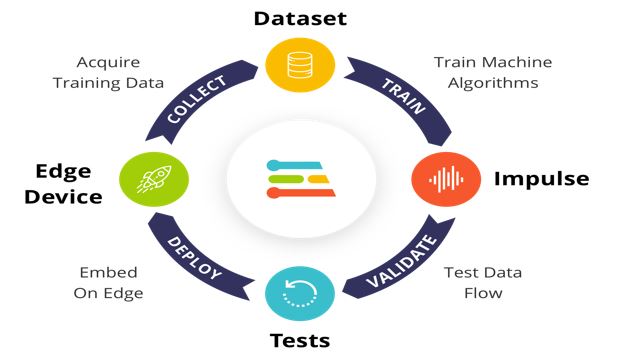 Dataset
Acquire
Training Data
COLLECT
TRAIN
Train Machine
Algorithms
Edge
Device
Impulse
DEPLOY
VALIDATE
Embed
On Edge
Test Data
Flow
Tests